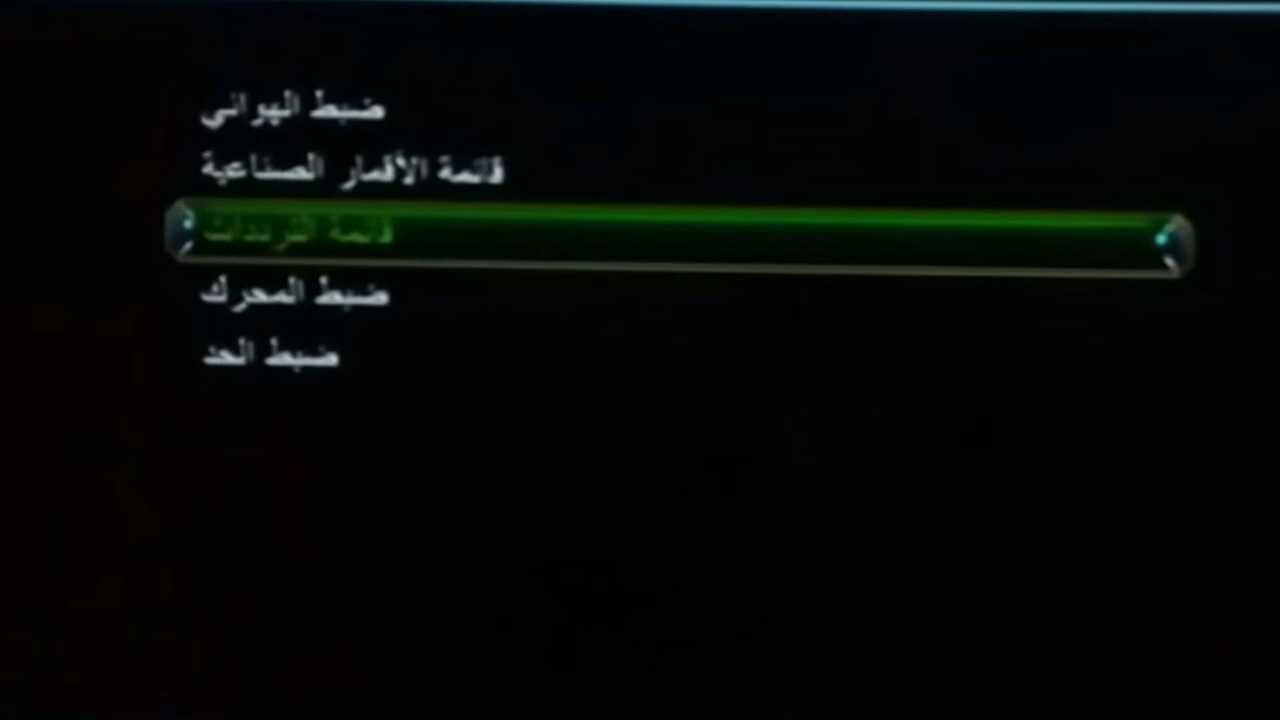 ضبط الهوائي
قائمة الأقمار الصناعية
قائمة الترددات
ضبط المحرك
ضبط الحد